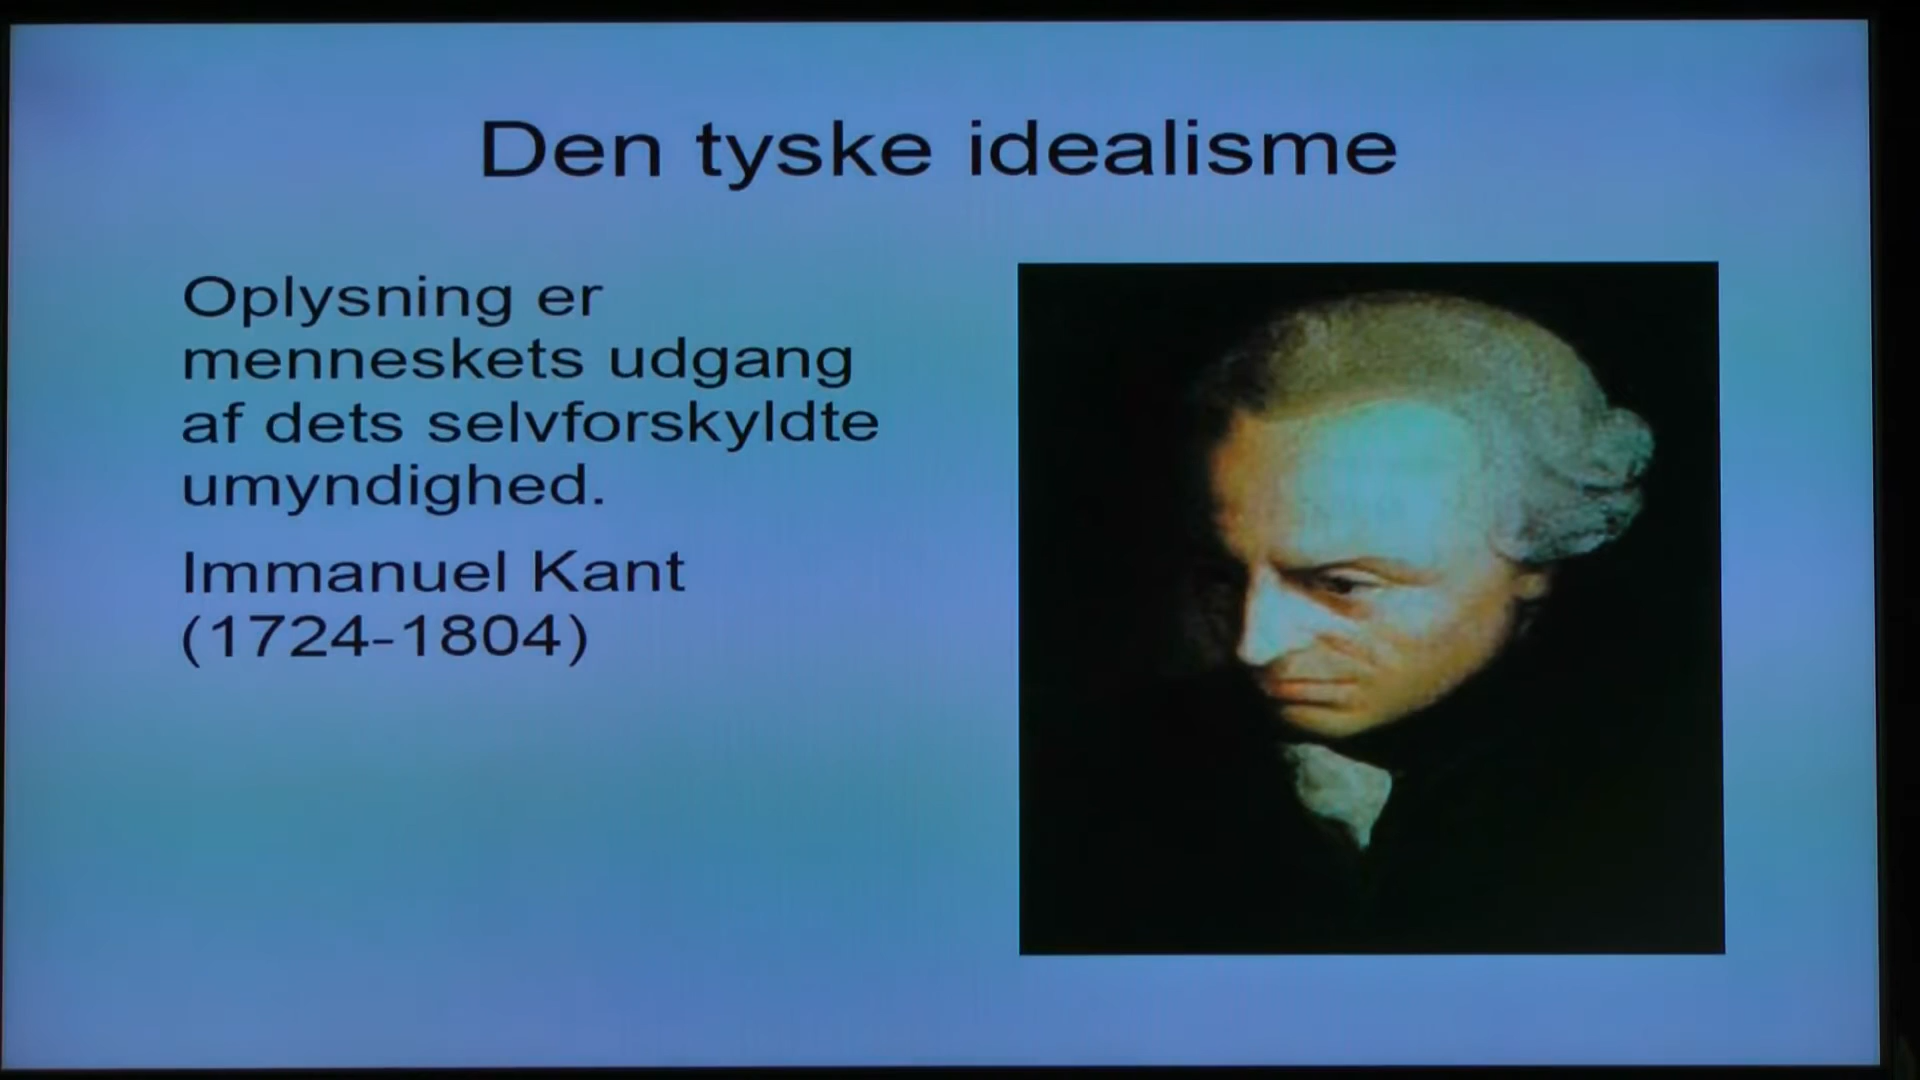 Den tyske idealisme
Oplysning er
menneskets udgang
af dets selvforskyldte
umyndighed.
Immanuel Kant
(1724-1804)